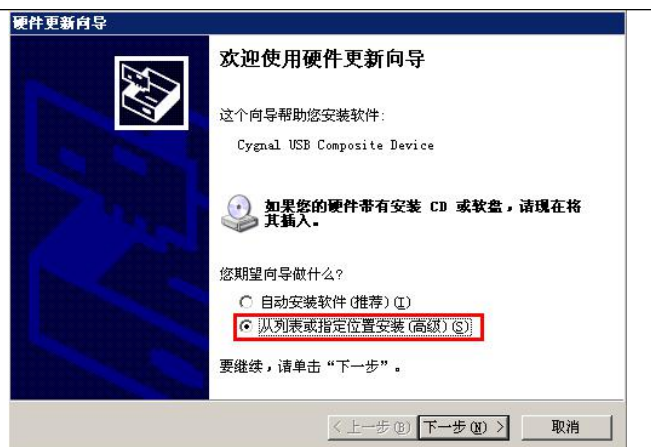 硬件更新向导
欢迎使用硬件更新向导
这个向导帮助您安装软件:
Cygnal USB Composite Device
如果您的硬件带有安装 CD 或软盘，请现在将
其插入。
您期望向导做什么?
自动安装软件(推荐)(I)
从列表或指定位置安装(高级)(S)
要继续，请单击“下一步”。
< 上一步(B) 下一步(N) > 取消